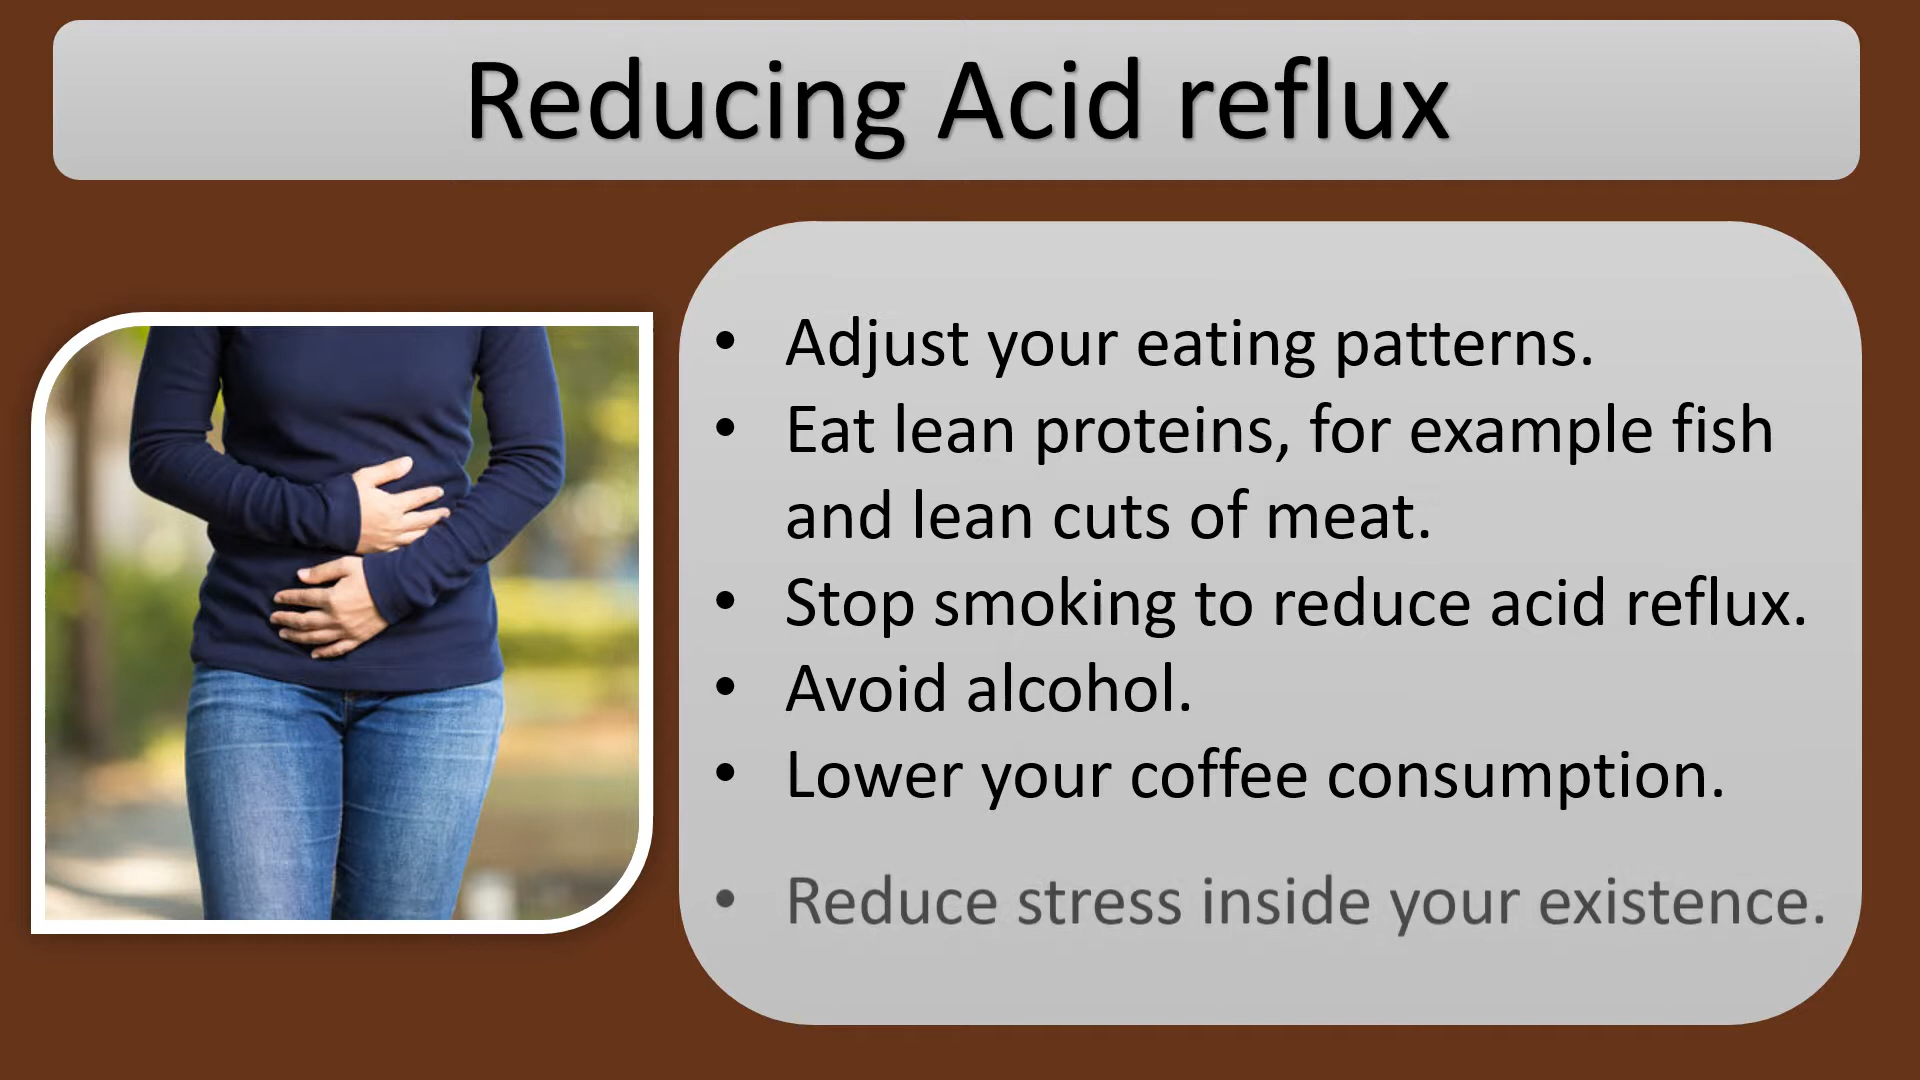 Reducing Acid reflux
• Adjust your eating patterns.
• Eat lean proteins, for example fish
and lean cuts of meat.
• Stop smoking to reduce acid reflux.
• Avoid alcohol.
• Lower your coffee consumption.
• Reduce stress inside your existence.